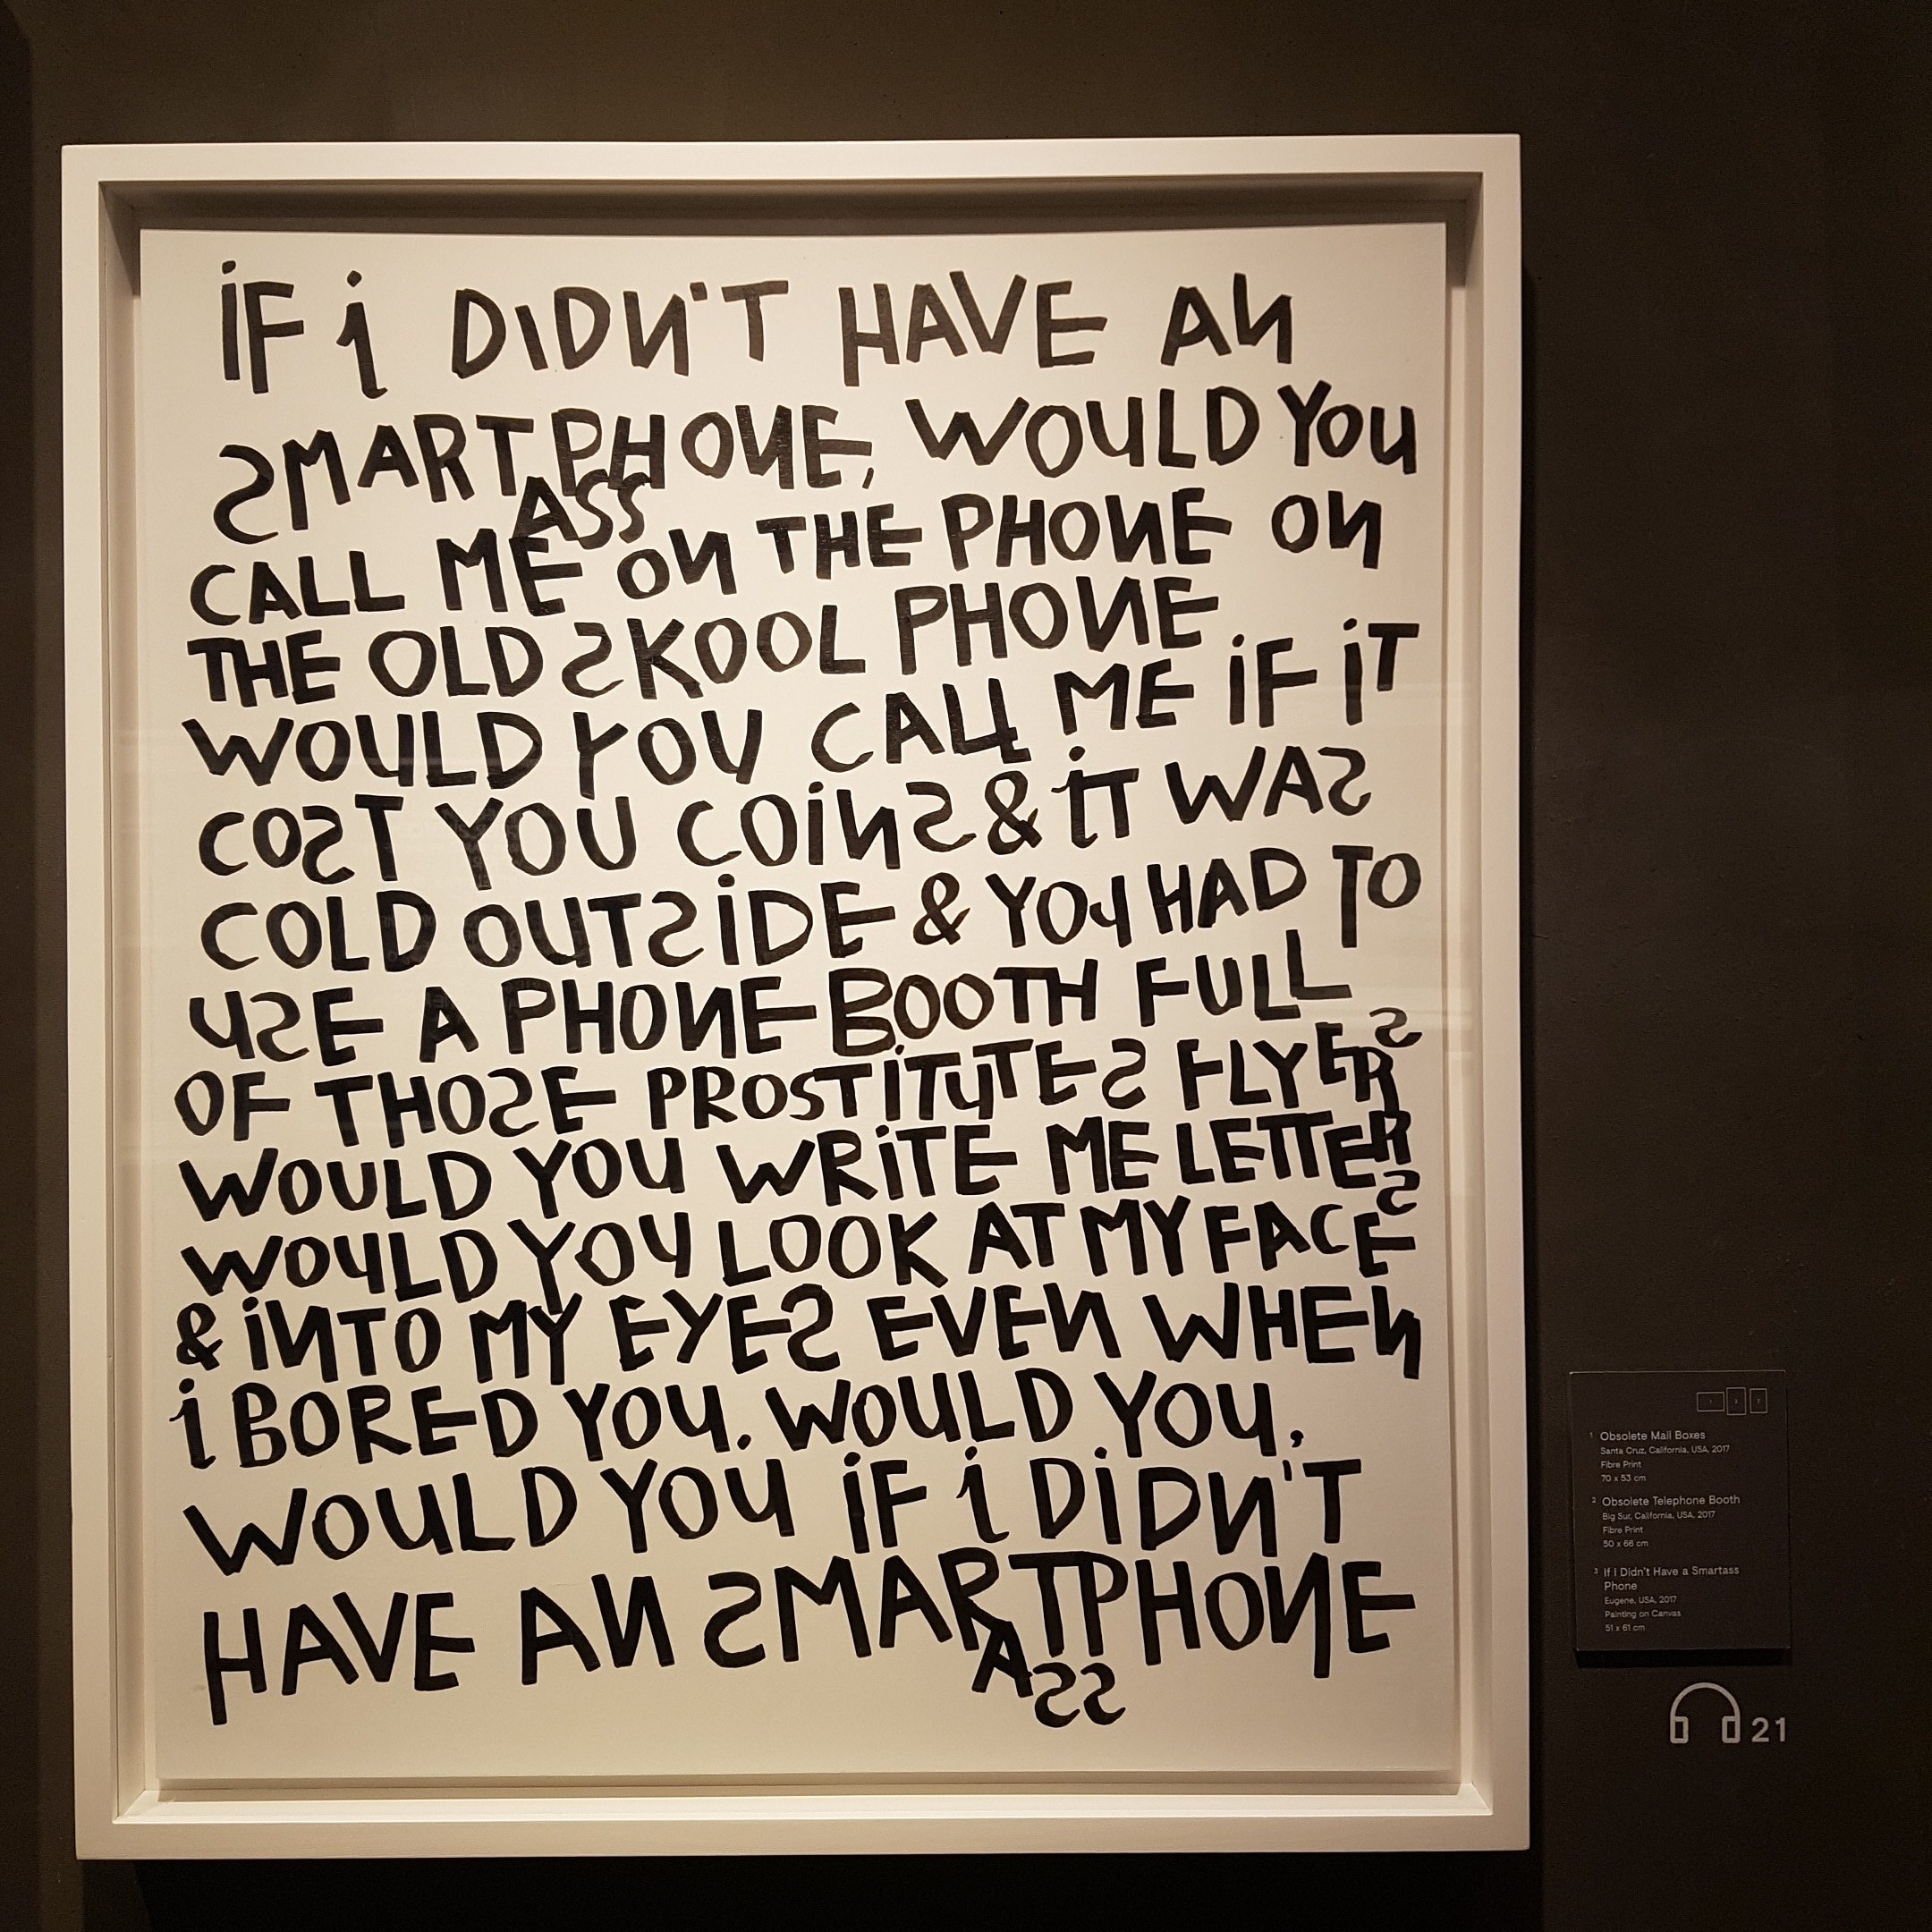 iF i DIDN'T HAVE AN
SMARTPHONE, WOULD YOU
ASS
CALL ME ON THE PHONE ON
THE OLD SKOOL PHONE
WOULD YOU CALL ME iF iT
COST YOU COiNS & iT WAS
COLD OUTSiDE & YOU HAD TO
USE A PHONE BOOTH FULL
OF THOSE PROSTiTUTES FLYERS
WOULD YOU WRiTE ME LETTERS
WOULD YOU LOOK AT MY FACE
& iNTO MY EYES EVEN WHEN
i BORED YOU. WOULD YOU,
WOULD YOU iF i DiDN'T
HAVE AN SMARTPHONE
ASS
1 2 3
1 Obsolete Mail Boxes
Santa Cruz, California, USA, 2017
Fibre Print
70 x 53 cm
2 Obsolete Telephone Booth
Big Sur, California, USA, 2017
Fibre Print
50 x 66 cm
3 If I Didn't Have a Smartass
Phone
Eugene, USA, 2017
Painting on Canvas
51 x 61 cm
21